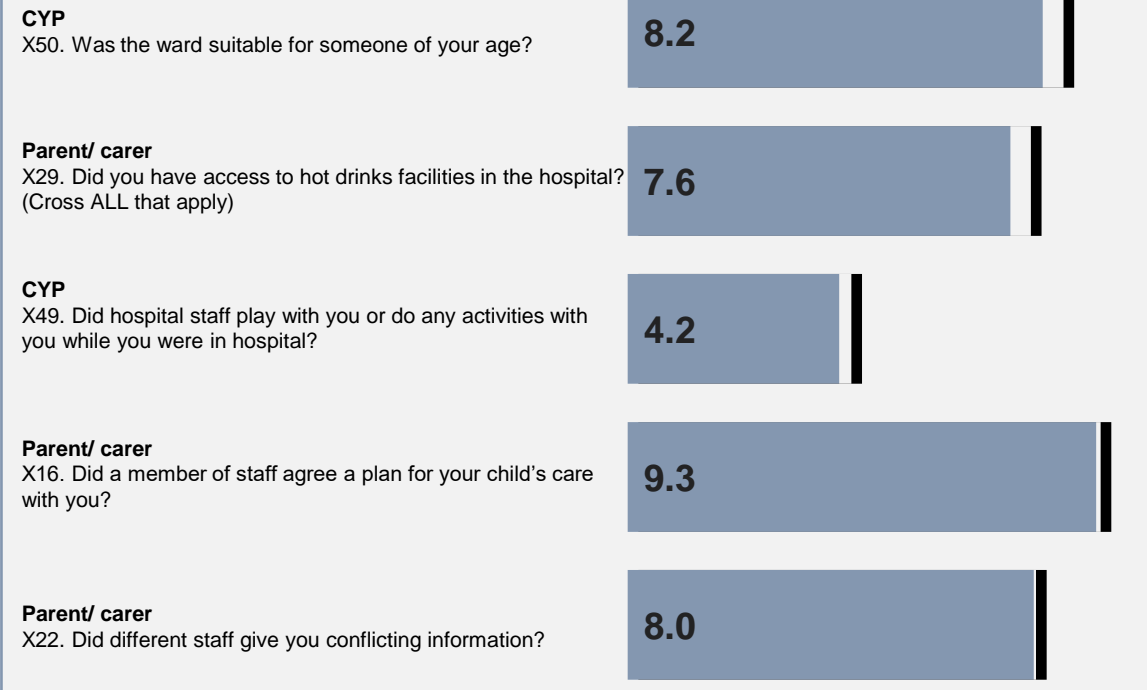 CYP
X50. Was the ward suitable for someone of your age?
8.2
Parent/ carer
X29. Did you have access to hot drinks facilities in the hospital?
(Cross ALL that apply)
7.6
CYP
X49. Did hospital staff play with you or do any activities with
you while you were in hospital?
4.2
Parent/ carer
X16. Did a member of staff agree a plan for your child’s care
with you?
9.3
Parent/ carer
X22. Did different staff give you conflicting information?
8.0